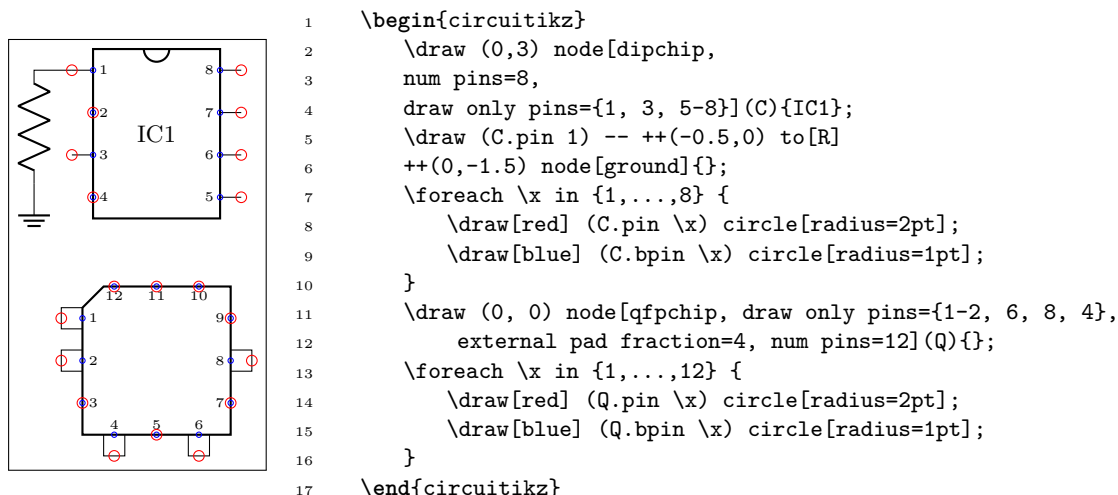 1 8
2 7
IC1
3 6
4 5
12 11 10
1 9
2 8
3 7
4 5 6
1 \begin{circuitikz}
2 \draw (0,3) node[dipchip,
3 num pins=8,
4 draw only pins={1, 3, 5-8}](C){IC1};
5 \draw (C.pin 1) -- ++(-0.5,0) to[R]
6 ++(0,-1.5) node[ground]{};
7 \foreach \x in {1,...,8} {
8 \draw[red] (C.pin \x) circle[radius=2pt];
9 \draw[blue] (C.bpin \x) circle[radius=1pt];
10 }
11 \draw (0, 0) node[qfpchip, draw only pins={1-2, 6, 8, 4},
12 external pad fraction=4, num pins=12](Q){};
13 \foreach \x in {1,...,12} {
14 \draw[red] (Q.pin \x) circle[radius=2pt];
15 \draw[blue] (Q.bpin \x) circle[radius=1pt];
16 }
17 \end{circuitikz}